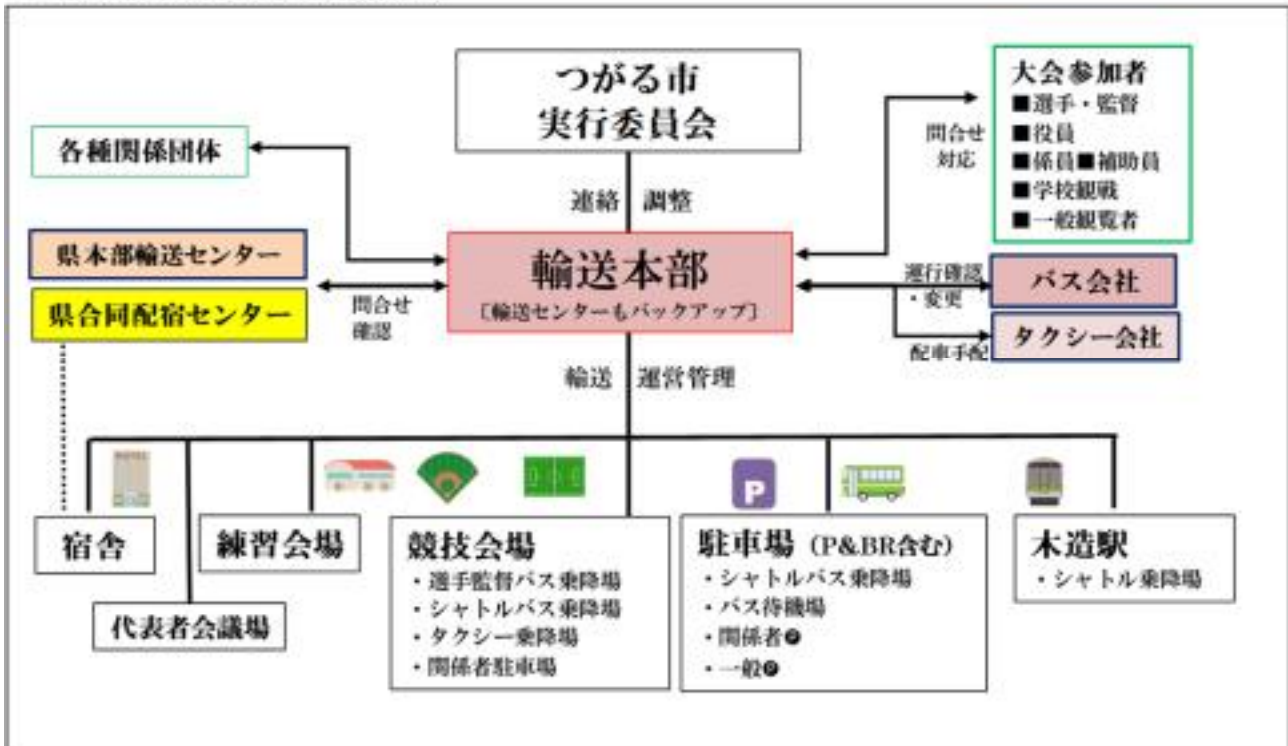 つがる市
実行委員会
各種関係団体
大会参加者
■選手・監督
■役員
■係員■補助員
■学校観戦
■一般観覧者
問合せ
対応
連絡 調整
県本部輸送センター
県合同配宿センター
問合せ
確認
輸送本部
〔輸送センターもバックアップ〕
運行確認
・変更
バス会社
タクシー会社
配車手配
輸送 運営管理
HOTEL
P
宿舎
練習会場
代表者会議場
競技会場
・選手監督バス乗降場
・シャトルバス乗降場
・タクシー乗降場
・関係者駐車場
駐車場（P&BR含む）
・シャトルバス乗降場
・バス待機場
・関係者🅟
・一般🅟
木造駅
・シャトル乗降場